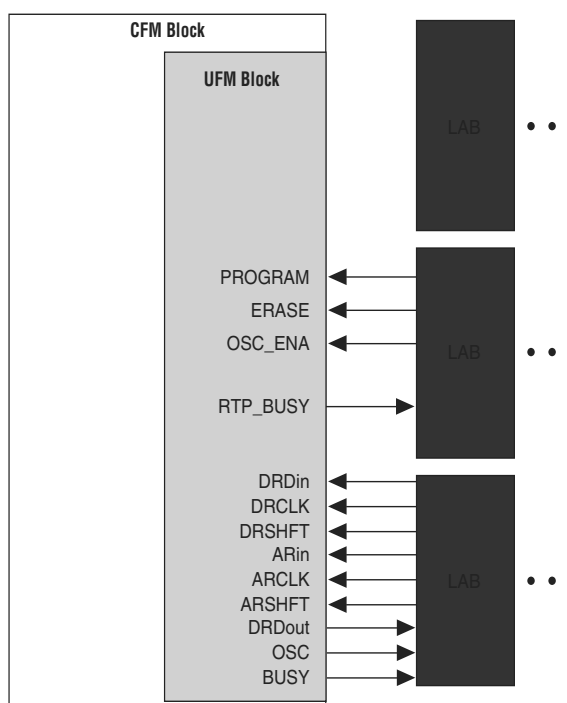 CFM Block
UFM Block
LAB
PROGRAM
ERASE
OSC_ENA
LAB
RTP_BUSY
DRDin
DRCLK
DRSHFT
ARin
ARCLK
LAB
ARSHFT
DRDout
OSC
BUSY